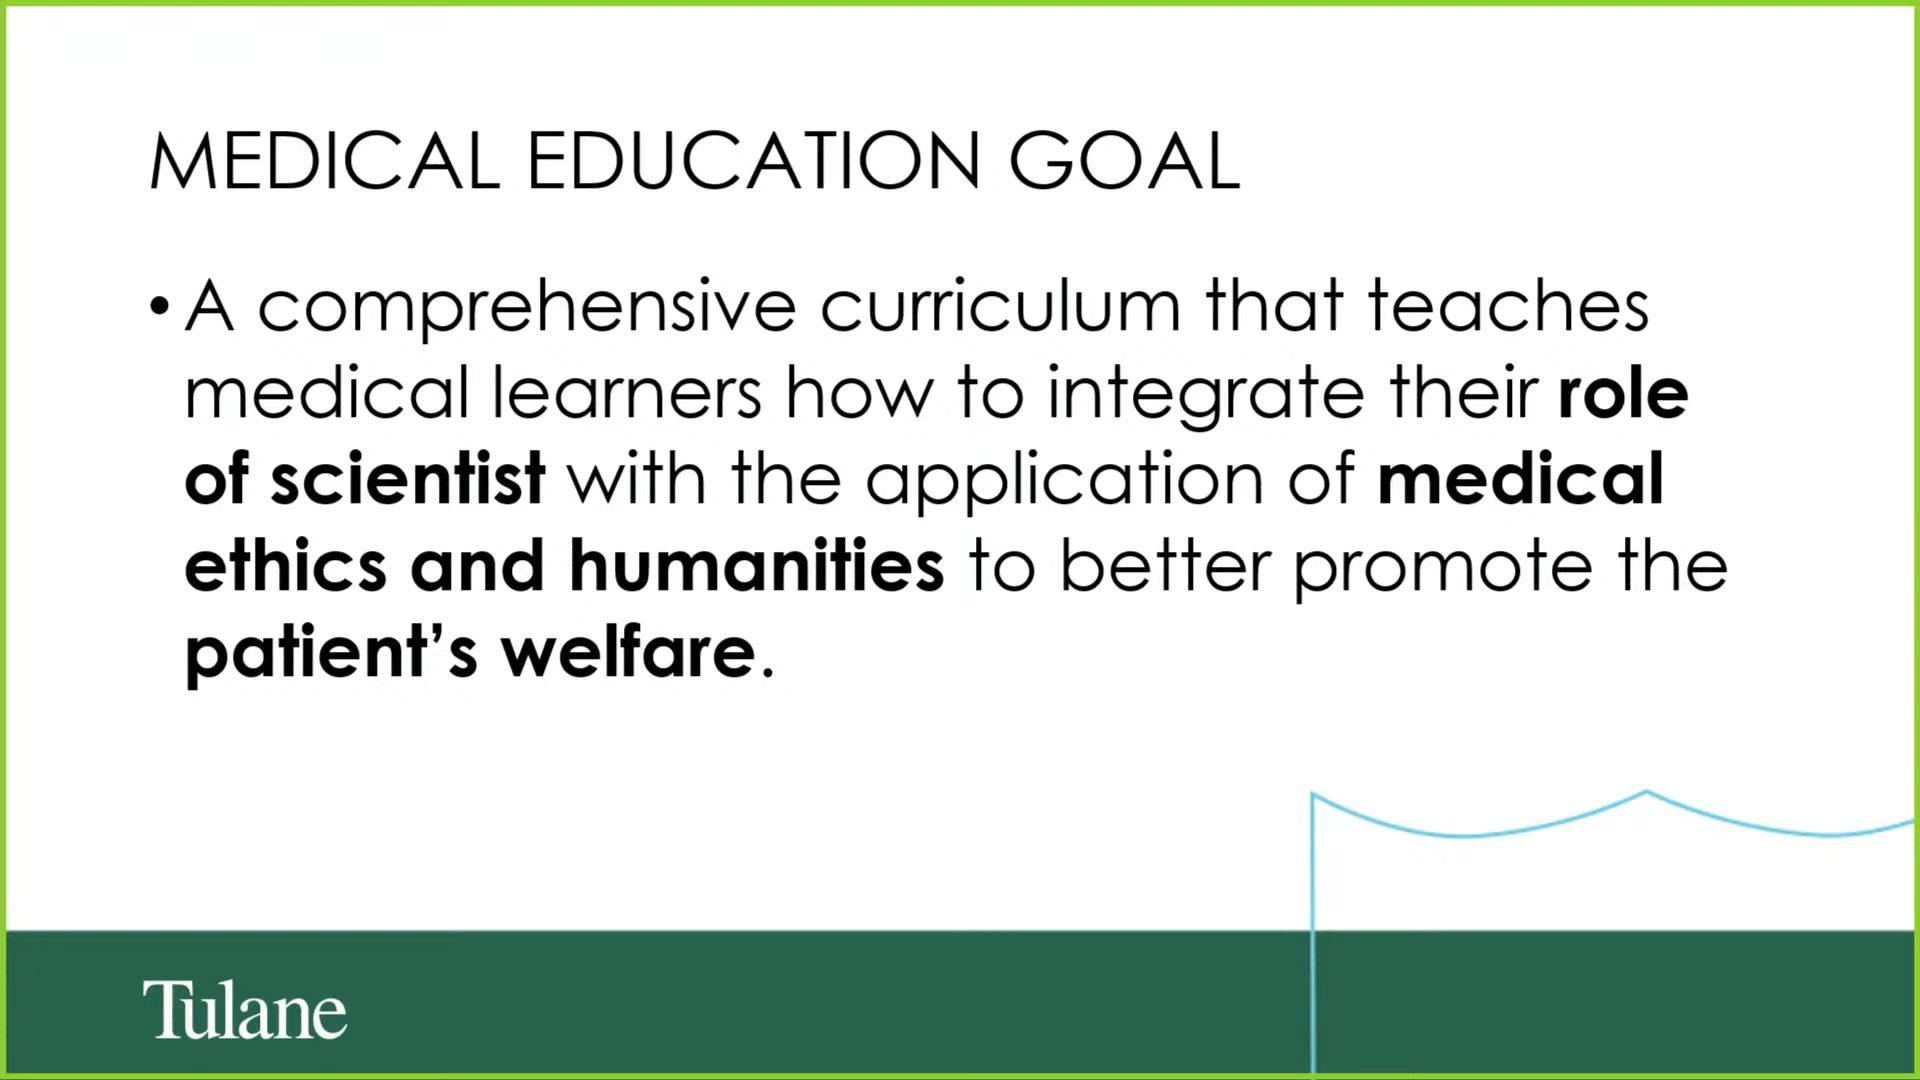 MEDICAL EDUCATION GOAL
• A comprehensive curriculum that teaches
medical learners how to integrate their role
of scientist with the application of medical
ethics and humanities to better promote the
patient’s welfare.
Tulane